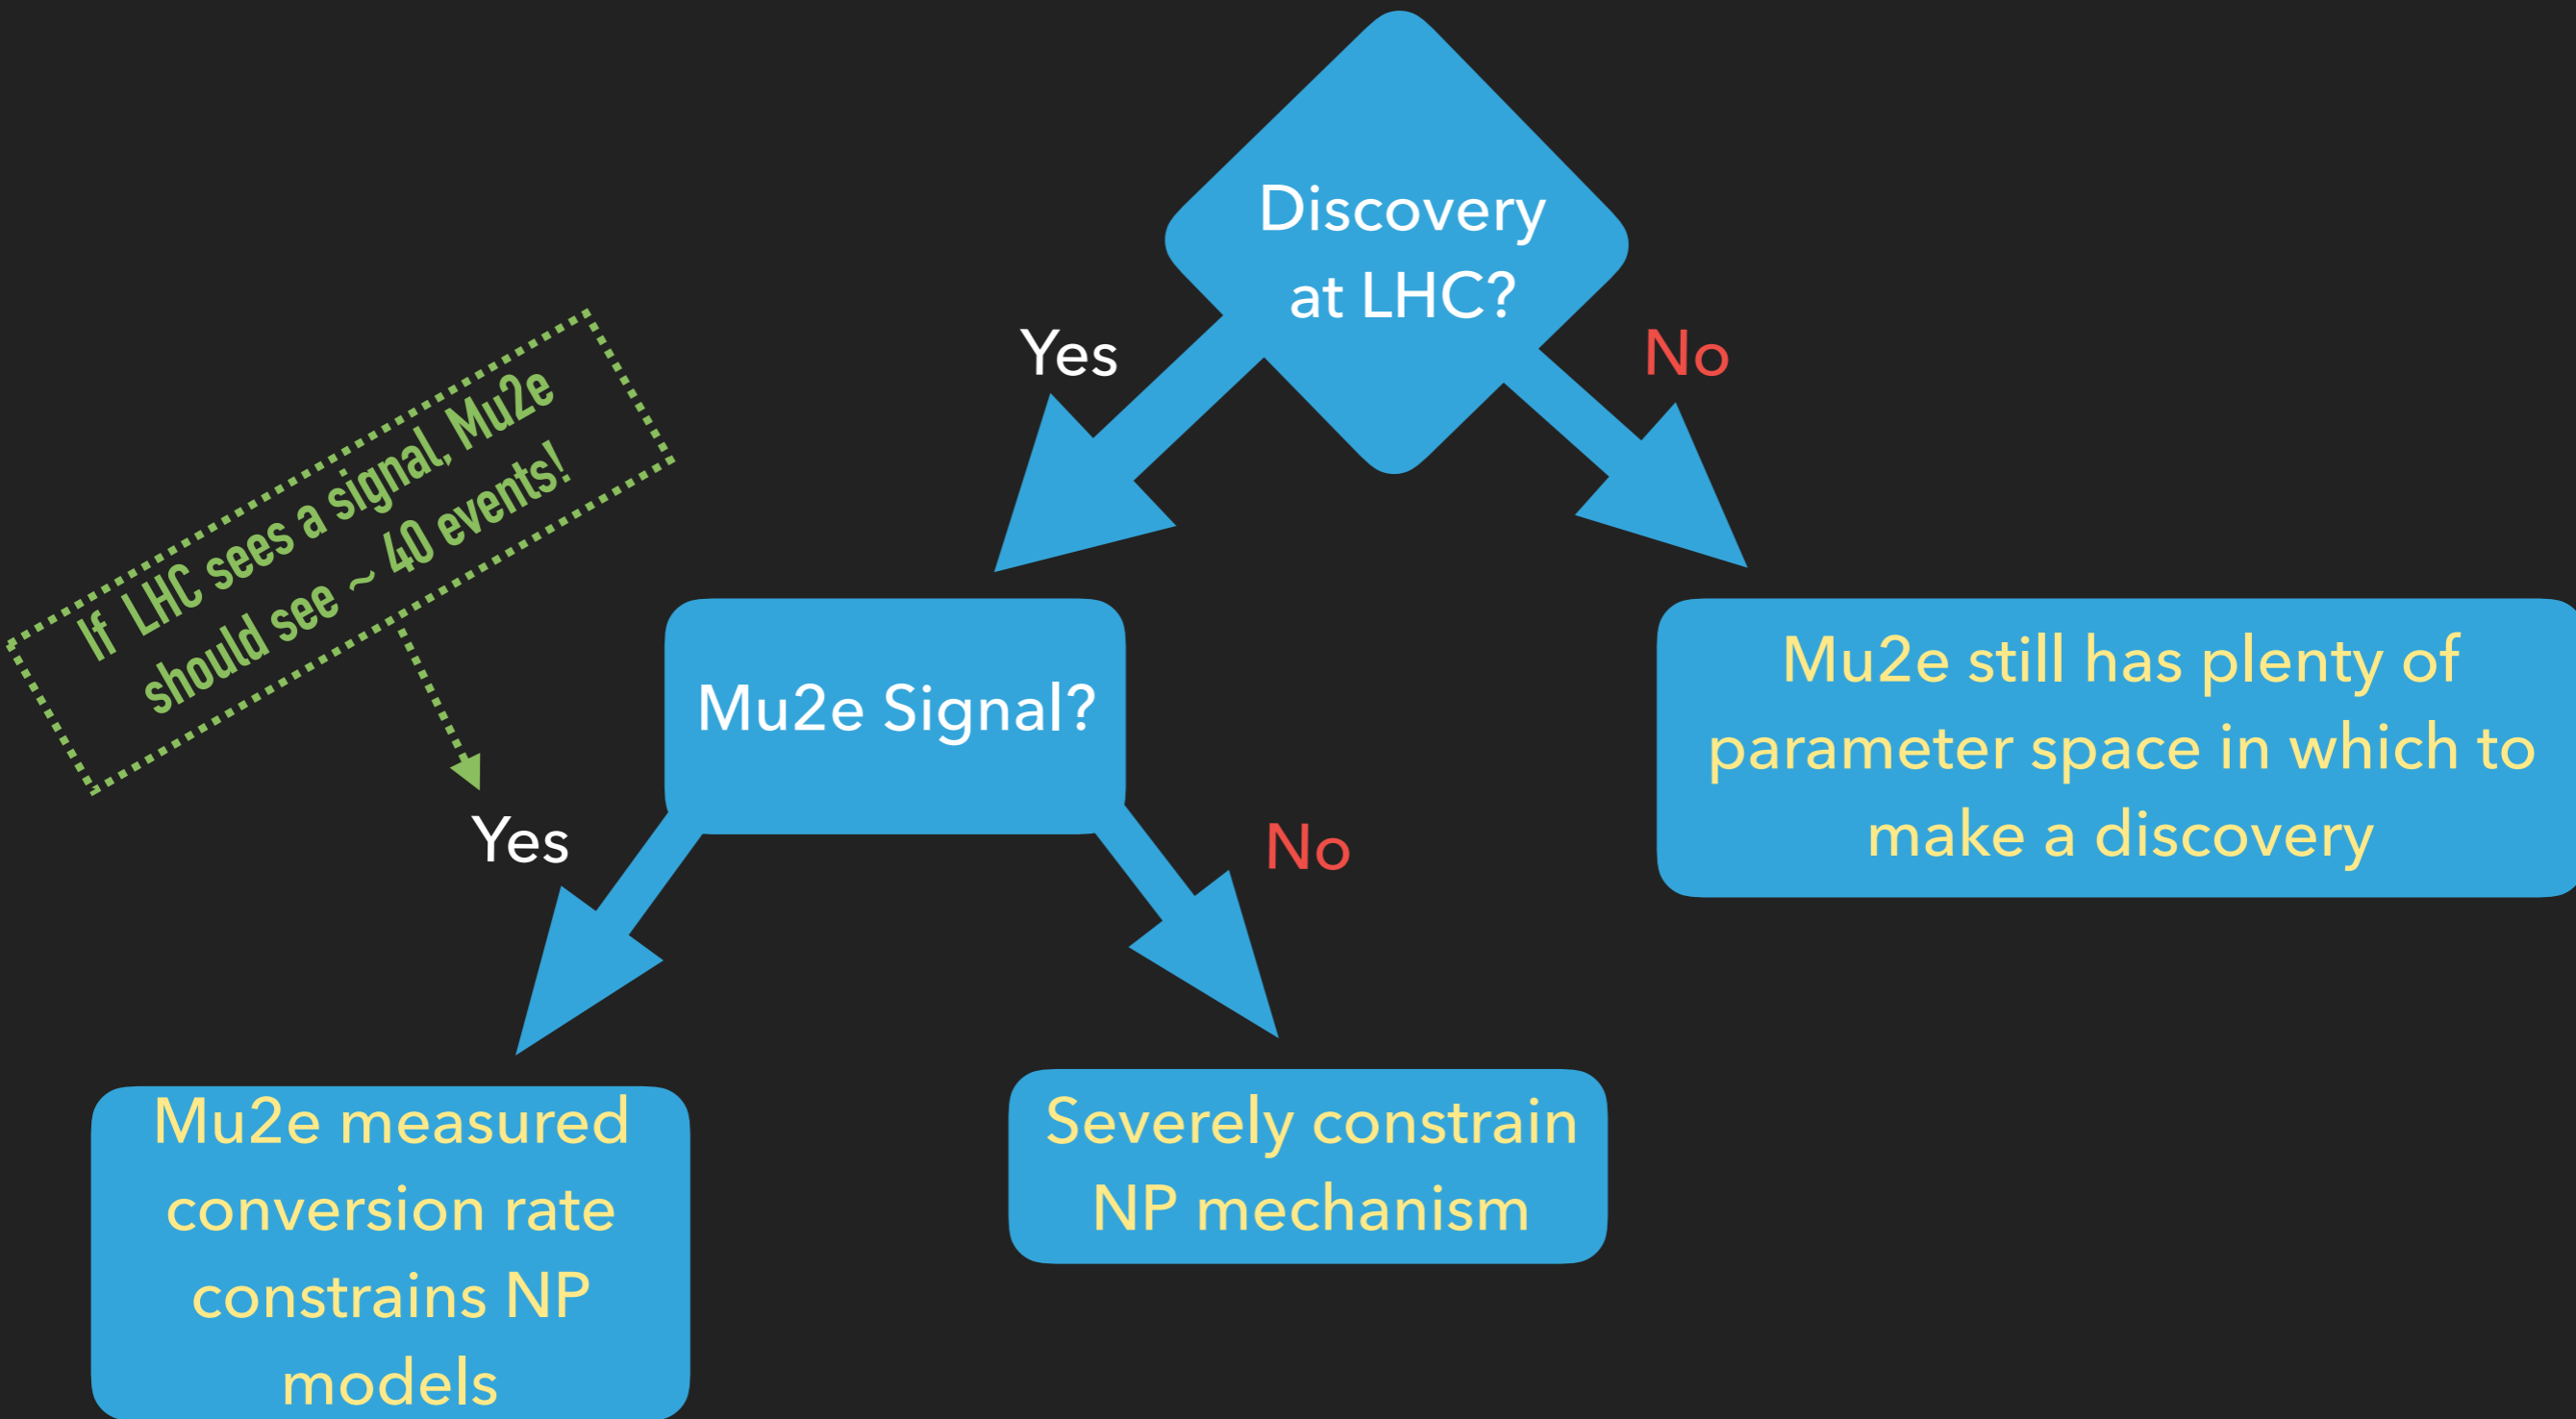 Discovery
at LHC?
Yes
No
If LHC sees a signal, Mu2e
should see ~ 40 events!
Mu2e Signal?
Mu2e still has plenty of
parameter space in which to
make a discovery
Yes
No
Mu2e measured
conversion rate
constrains NP
models
Severely constrain
NP mechanism